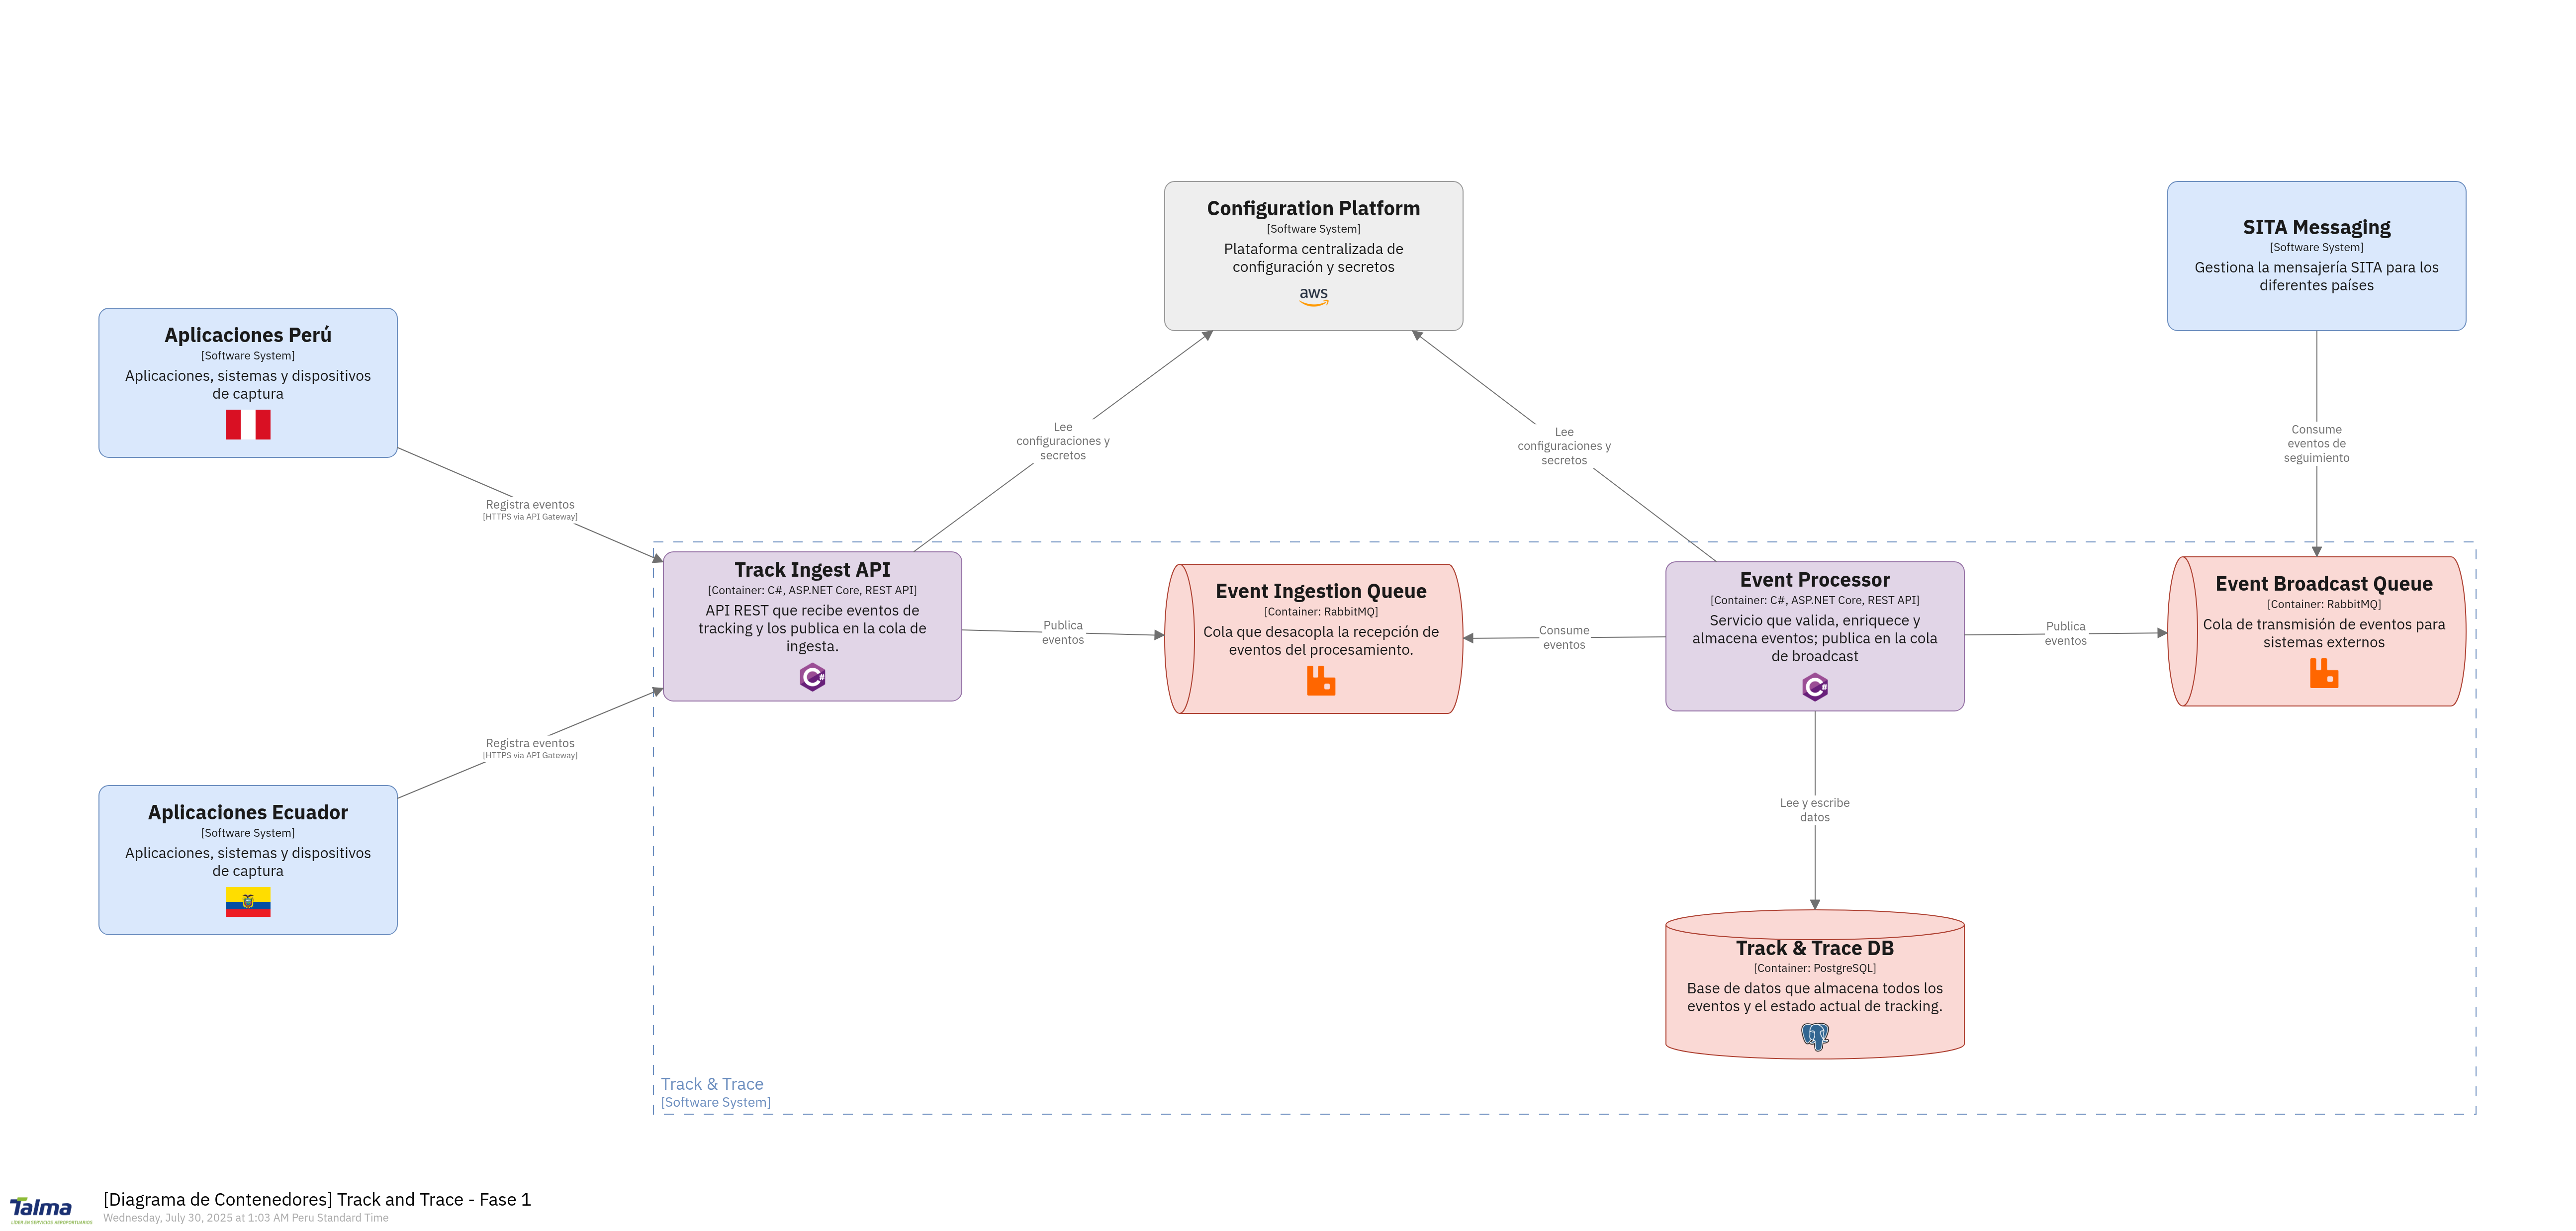 Configuration Platform
[Software System]
Plataforma centralizada de
configuración y secretos
aws
SITA Messaging
[Software System]
Gestiona la mensajería SITA para los
diferentes países
Aplicaciones Perú
[Software System]
Aplicaciones, sistemas y dispositivos
de captura
Lee
configuraciones y
secretos
Lee
configuraciones y
secretos
Consume
eventos de
seguimiento
Registra eventos
[HTTPS via API Gateway]
Track Ingest API
[Container: C#, ASP.NET Core, REST API]
API REST que recibe eventos de
tracking y los publica en la cola de
ingesta.
C#
Publica
eventos
Event Ingestion Queue
[Container: RabbitMQ]
Cola que desacopla la recepción de
eventos del procesamiento.
Consume
eventos
Event Processor
[Container: C#, ASP.NET Core, REST API]
Servicio que valida, enriquece y
almacena eventos; publica en la cola
de broadcast
C#
Publica
eventos
Event Broadcast Queue
[Container: RabbitMQ]
Cola de transmisión de eventos para
sistemas externos
Registra eventos
[HTTPS via API Gateway]
Aplicaciones Ecuador
[Software System]
Aplicaciones, sistemas y dispositivos
de captura
Lee y escribe
datos
Track & Trace DB
[Container: PostgreSQL]
Base de datos que almacena todos los
eventos y el estado actual de tracking.
Track & Trace
[Software System]
Talma
LÍDER EN SERVICIOS AEROPORTUARIOS
[Diagrama de Contenedores] Track and Trace - Fase 1
Wednesday, July 30, 2025 at 1:03 AM Peru Standard Time